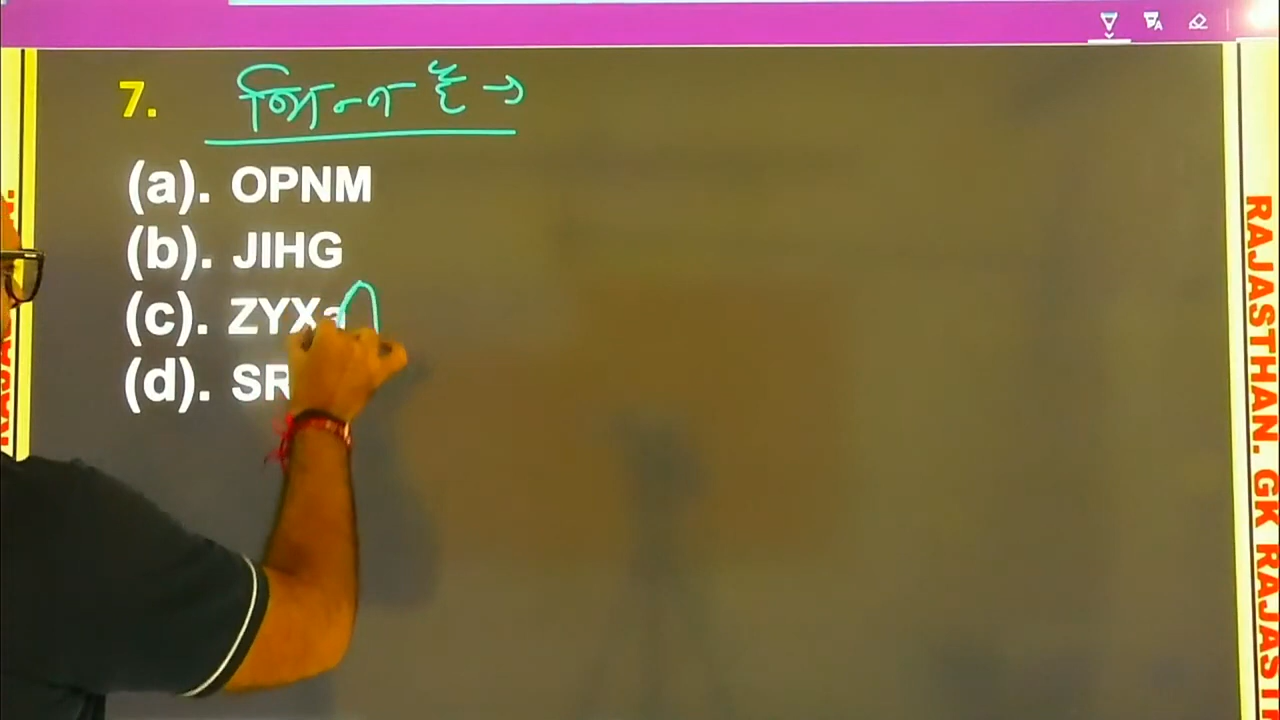 7. भिन्न है →
(a). OPNM
(b). JIHG
(c). ZYX
(d). SR
RAJASTHAN. GK RAJAST